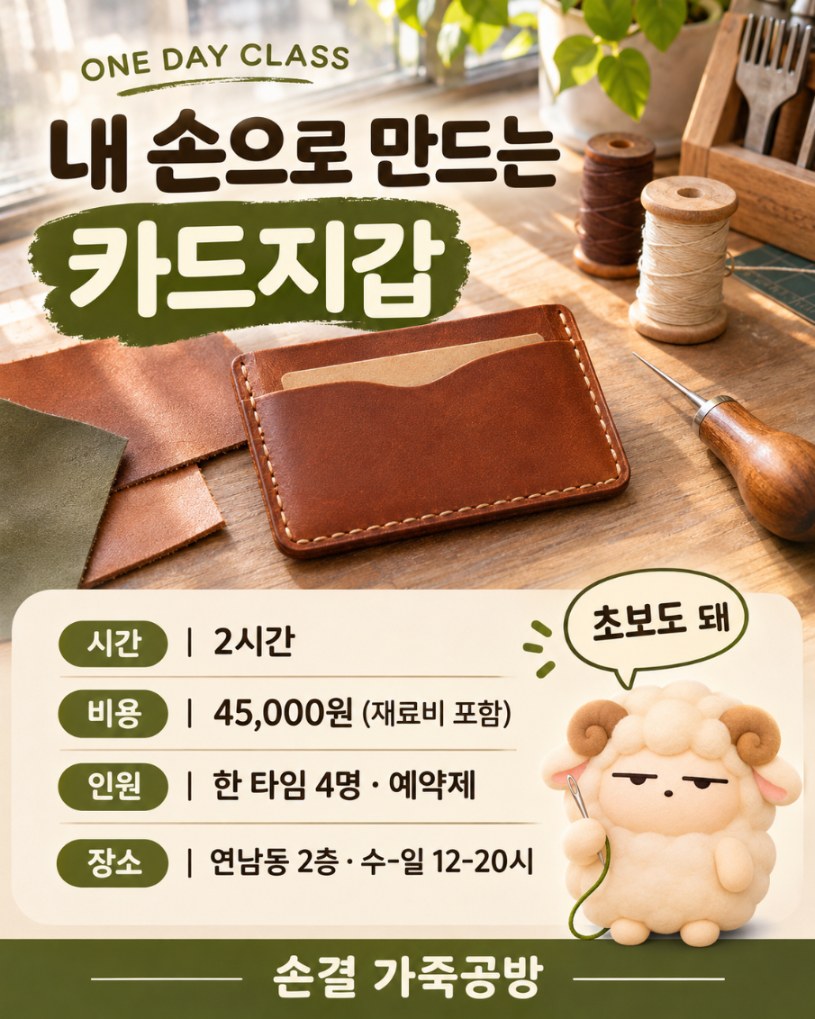 ONE DAY CLASS
내 손으로 만드는
카드지갑
초보도 돼
시간 | 2시간
비용 | 45,000원 (재료비 포함)
인원 | 한 타임 4명 · 예약제
장소 | 연남동 2층 · 수-일 12-20시
손결 가죽공방